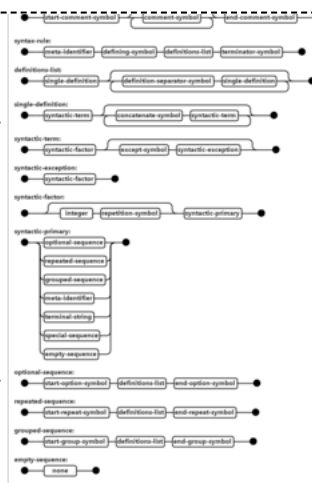 start-comment-symbol comment-symbol end-comment-symbol
syntax-rule:
meta-identifier defining-symbol definitions-list terminator-symbol
definitions-list:
single-definition definition-separator-symbol single-definition
single-definition:
syntactic-term concatenate-symbol syntactic-term
syntactic-term:
syntactic-factor except-symbol syntactic-exception
syntactic-exception:
syntactic-factor
syntactic-factor:
integer repetition-symbol syntactic-primary
syntactic-primary:
optional-sequence
repeated-sequence
grouped-sequence
meta-identifier
terminal-string
special-sequence
empty-sequence
optional-sequence:
start-option-symbol definitions-list end-option-symbol
repeated-sequence:
start-repeat-symbol definitions-list end-repeat-symbol
grouped-sequence:
start-group-symbol definitions-list end-group-symbol
empty-sequence:
none